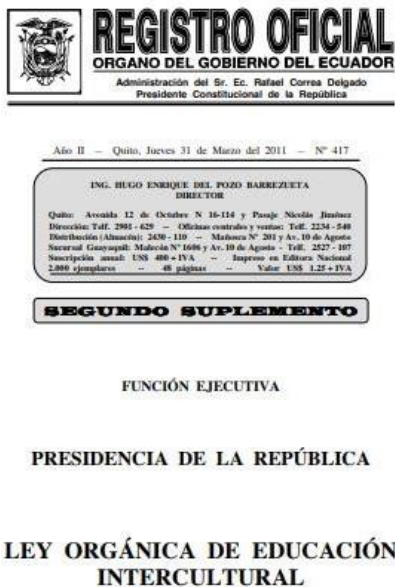 REGISTRO OFICIAL
ORGANO DEL GOBIERNO DEL ECUADOR
Administración del Sr. Ec. Rafael Correa Delgado
Presidente Constitucional de la República
Año II -- Quito, Jueves 31 de Marzo del 2011 -- Nº 417
ING. HUGO ENRIQUE DEL POZO BARREZUETA
DIRECTOR
Quito: Avenida 12 de Octubre N 16-114 y Pasaje Nicolás Jiménez
Dirección: Telf. 2901 - 629 -- Oficinas centrales y ventas: Telf. 2234 - 540
Distribución (Almacén): 2430 - 110 -- Mañosca Nº 201 y Av. 10 de Agosto
Sucursal Guayaquil: Malecón Nº 1606 y Av. 10 de Agosto - Telf. 2527 - 107
Suscripción anual: US$ 400 + IVA -- Impreso en Editora Nacional
2.000 ejemplares -- 48 páginas -- Valor US$ 1.25 + IVA
SEGUNDO SUPLEMENTO
FUNCIÓN EJECUTIVA
PRESIDENCIA DE LA REPÚBLICA
LEY ORGÁNICA DE EDUCACIÓN
INTERCULTURAL